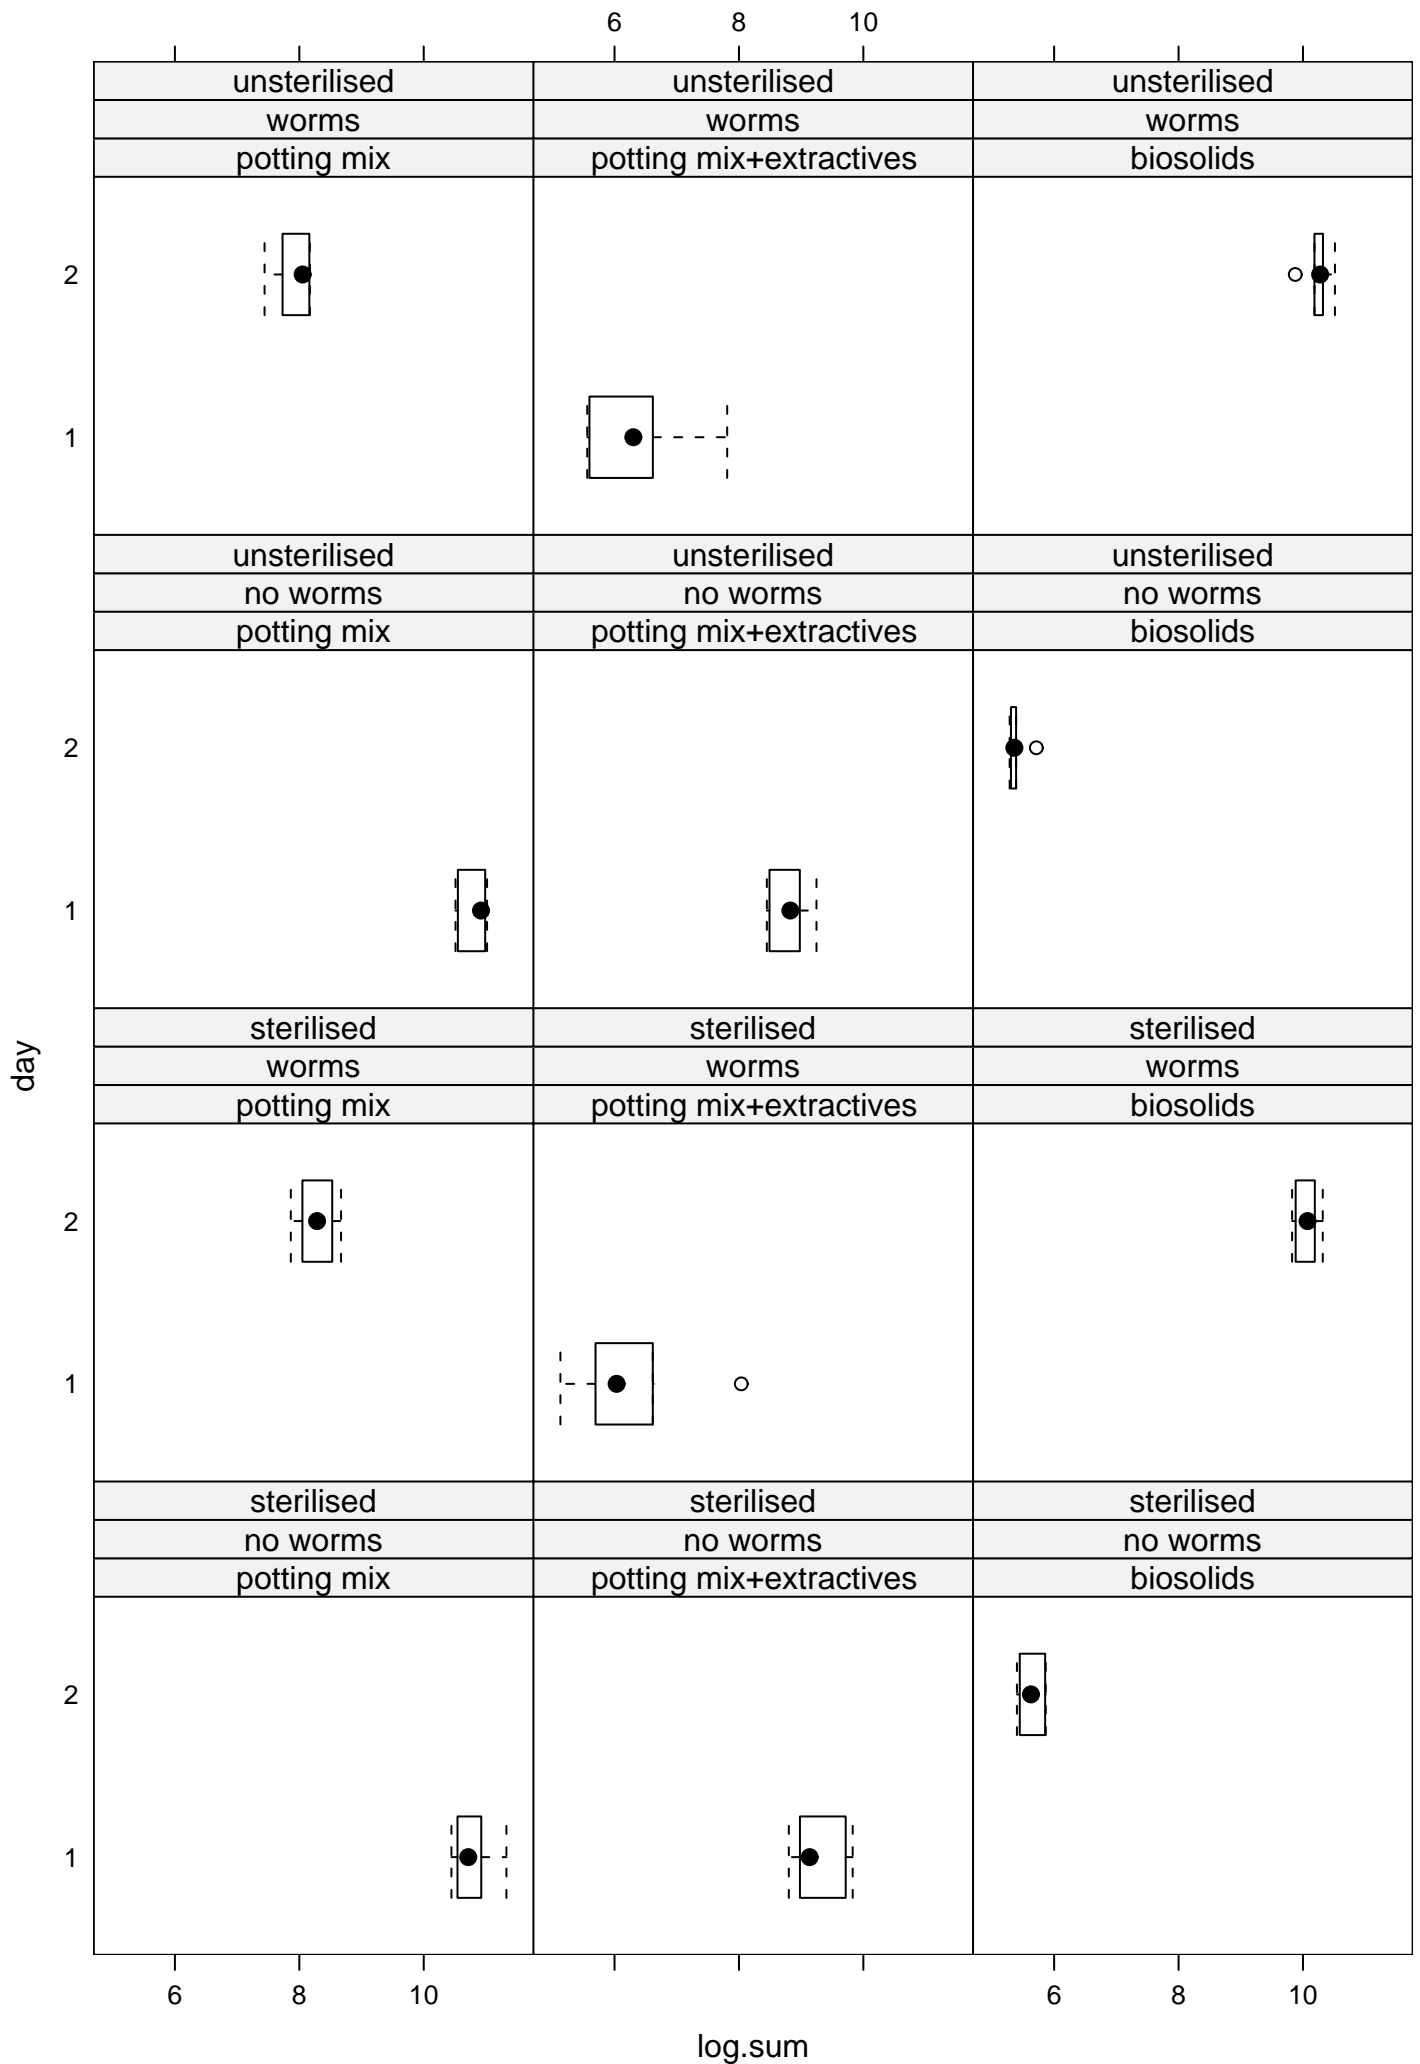 6 8 10
unsterilised unsterilised unsterilised
worms worms worms
potting mix potting mix+extractives biosolids
2
1
unsterilised unsterilised unsterilised
no worms no worms no worms
potting mix potting mix+extractives biosolids
2
1
sterilised sterilised sterilised
day
worms worms worms
potting mix potting mix+extractives biosolids
2
1
sterilised sterilised sterilised
no worms no worms no worms
potting mix potting mix+extractives biosolids
2
1
6 8 10 6 8 10
log.sum